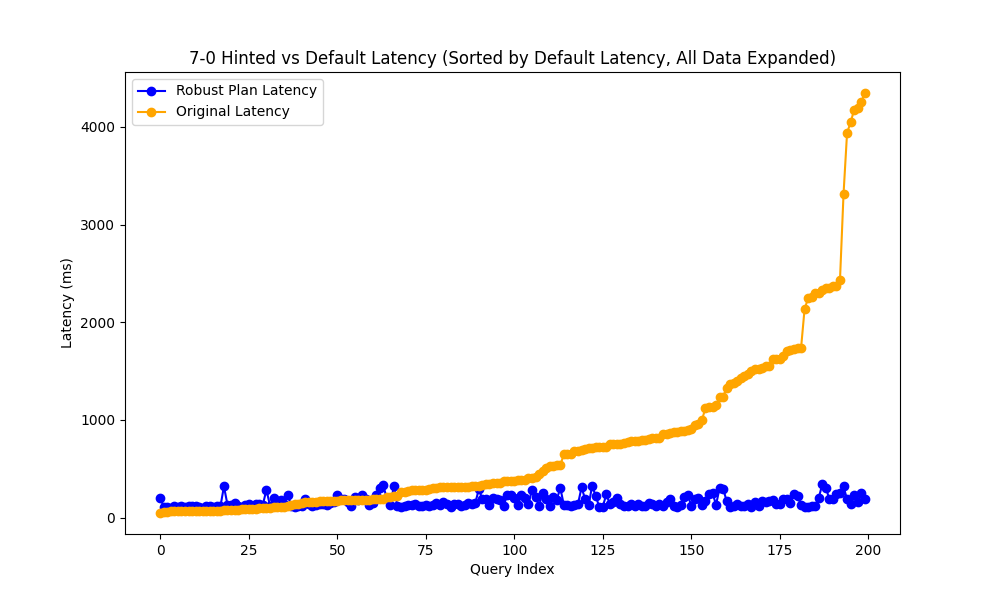 7-0 Hinted vs Default Latency (Sorted by Default Latency, All Data Expanded)
Robust Plan Latency
Original Latency
Latency (ms)
4000
3000
2000
1000
0
0 25 50 75 100 125 150 175 200
Query Index